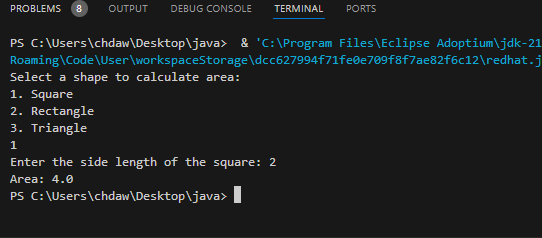 PROBLEMS 8 OUTPUT DEBUG CONSOLE TERMINAL PORTS
PS C:\Users\chdaw\Desktop\java>  & 'C:\Program Files\Eclipse Adoptium\jdk-21
Roaming\Code\User\workspaceStorage\dcc627994f71fe0e709f8f7ae82f6c12\redhat.j
Select a shape to calculate area:
1. Square
2. Rectangle
3. Triangle
1
Enter the side length of the square: 2
Area: 4.0
PS C:\Users\chdaw\Desktop\java>